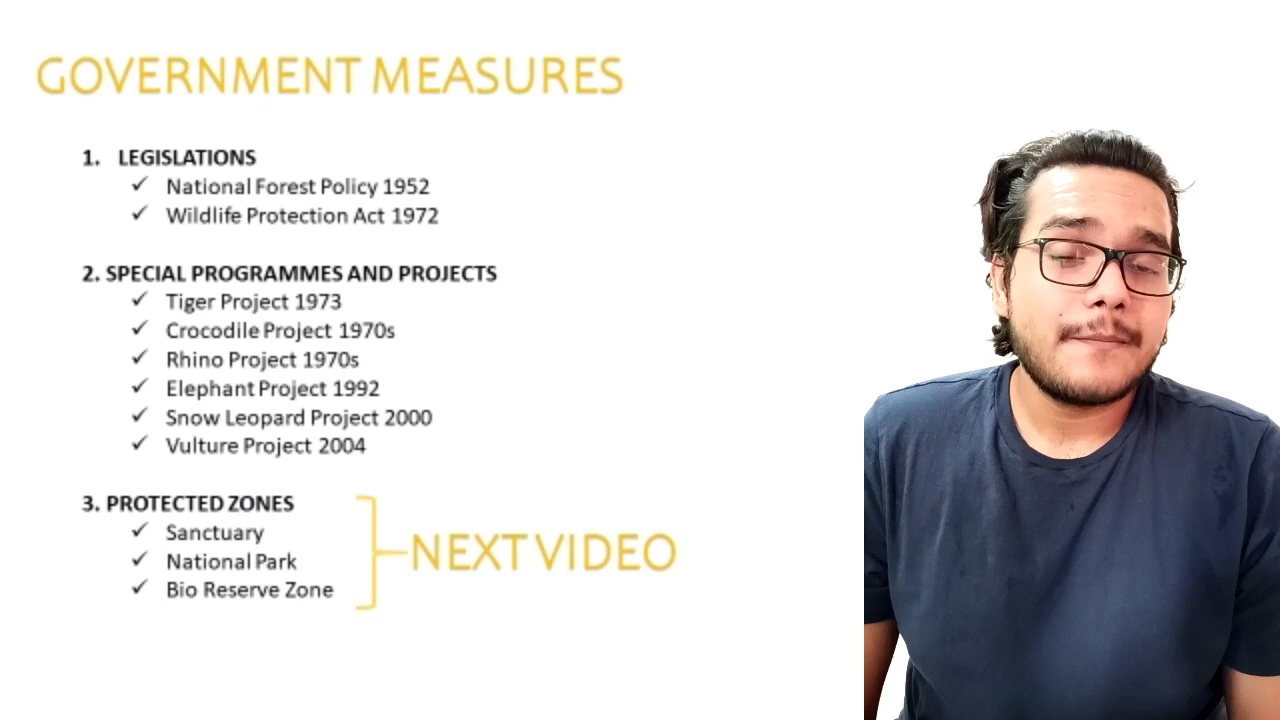 GOVERNMENT MEASURES
1. LEGISLATIONS
✓ National Forest Policy 1952
✓ Wildlife Protection Act 1972
2. SPECIAL PROGRAMMES AND PROJECTS
✓ Tiger Project 1973
✓ Crocodile Project 1970s
✓ Rhino Project 1970s
✓ Elephant Project 1992
✓ Snow Leopard Project 2000
✓ Vulture Project 2004
3. PROTECTED ZONES
✓ Sanctuary
✓ National Park
✓ Bio Reserve Zone
NEXT VIDEO